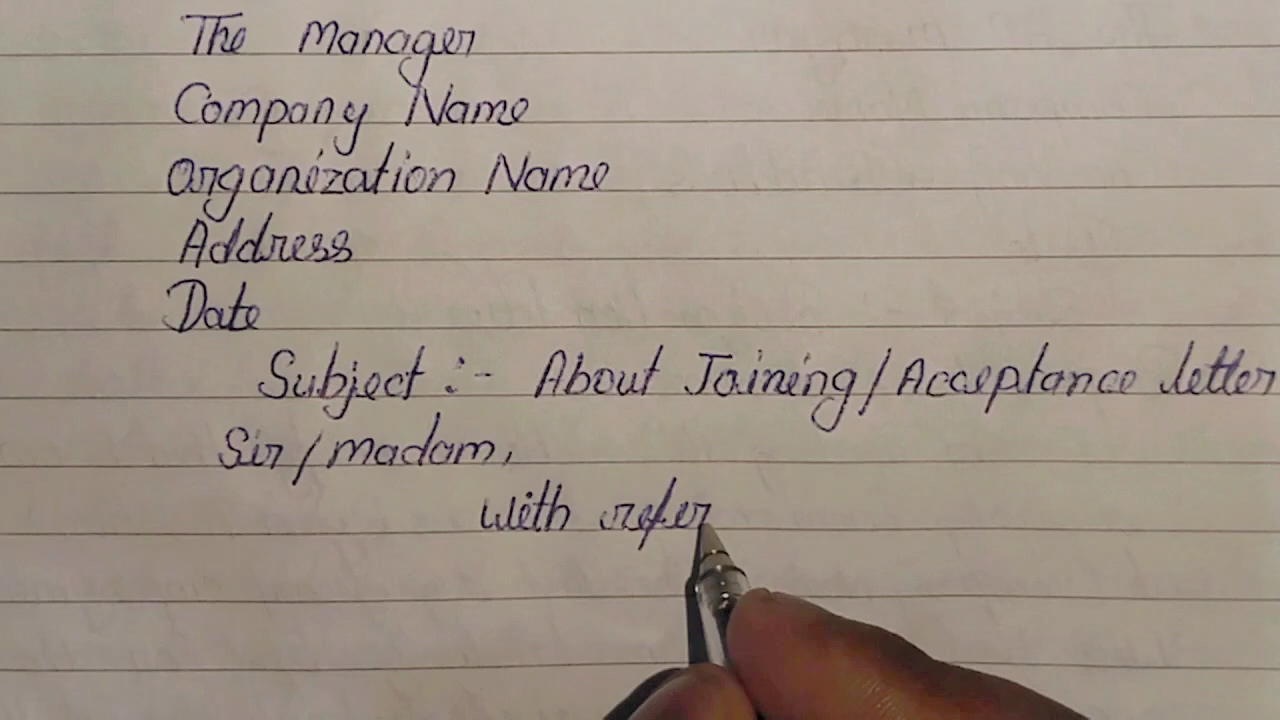 The Manager
Company Name
Organization Name
Address
Date
Subject :- About Joining/Acceptance letter
Sir/madam,
with refer